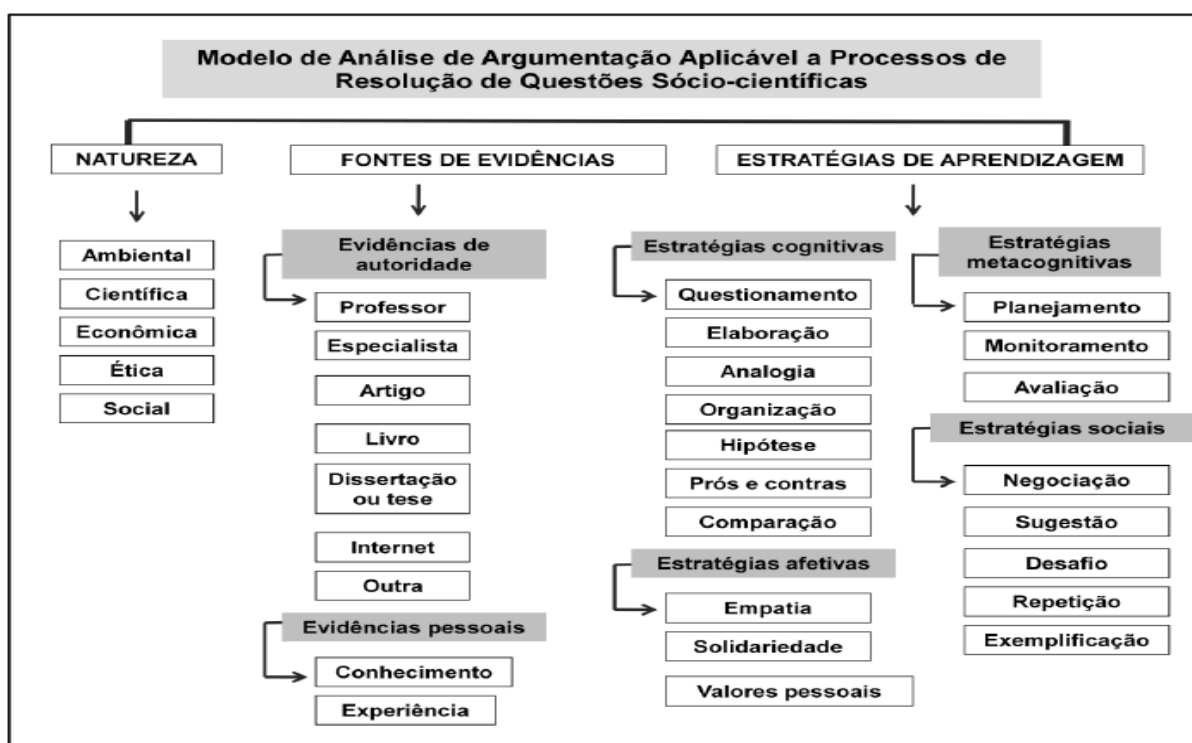 Modelo de Análise de Argumentação Aplicável a Processos de
Resolução de Questões Sócio-científicas
NATUREZA
Ambiental
Científica
Econômica
Ética
Social
FONTES DE EVIDÊNCIAS
Evidências de
autoridade
Professor
Especialista
Artigo
Livro
Dissertação
ou tese
Internet
Outra
Evidências pessoais
Conhecimento
Experiência
ESTRATÉGIAS DE APRENDIZAGEM
Estratégias cognitivas
Questionamento
Elaboração
Analogia
Organização
Hipótese
Prós e contras
Comparação
Estratégias afetivas
Empatia
Solidariedade
Valores pessoais
Estratégias
metacognitivas
Planejamento
Monitoramento
Avaliação
Estratégias sociais
Negociação
Sugestão
Desafio
Repetição
Exemplificação